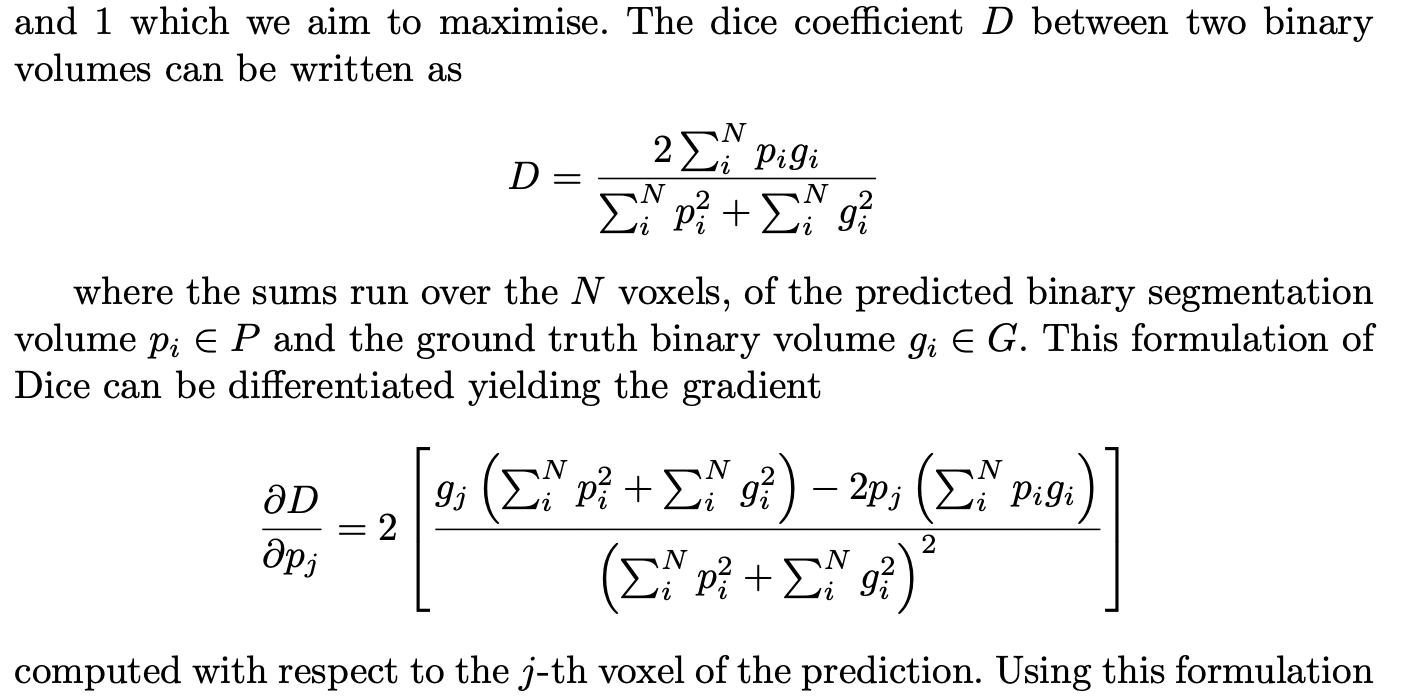 and 1 which we aim to maximise. The dice coefficient D between two binary
volumes can be written as
D = \frac{2 \sum_i^N p_i g_i}{\sum_i^N p_i^2 + \sum_i^N g_i^2}
where the sums run over the N voxels, of the predicted binary segmentation
volume p_i ∈ P and the ground truth binary volume g_i ∈ G. This formulation of
Dice can be differentiated yielding the gradient
\frac{∂D}{∂p_j} = 2 \left[ \frac{g_j \left( \sum_i^N p_i^2 + \sum_i^N g_i^2 \right) - 2p_j \left( \sum_i^N p_i g_i \right)}{\left( \sum_i^N p_i^2 + \sum_i^N g_i^2 \right)^2} \right]
computed with respect to the j-th voxel of the prediction. Using this formulation